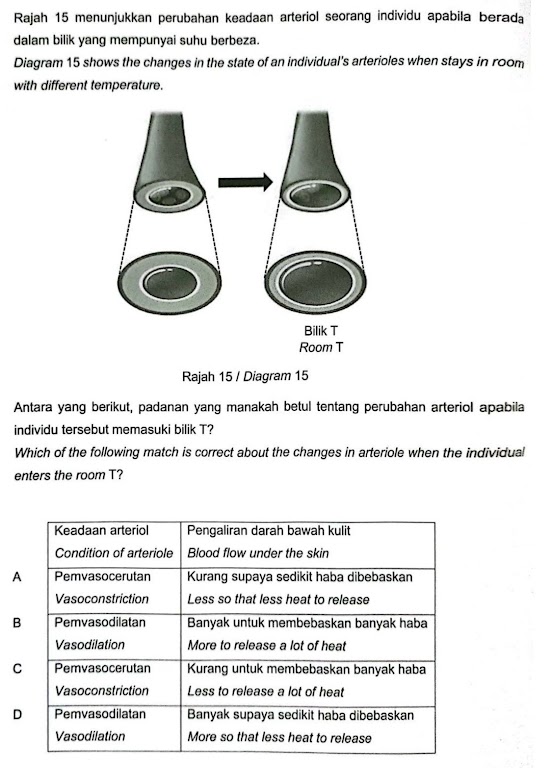 Rajah 15 menunjukkan perubahan keadaan arteriol seorang individu apabila berada
dalam bilik yang mempunyai suhu berbeza.
Diagram 15 shows the changes in the state of an individual's arterioles when stays in room
with different temperature.
Bilik T
Room T
Rajah 15 / Diagram 15
Antara yang berikut, padanan yang manakah betul tentang perubahan arteriol apabila
individu tersebut memasuki bilik T?
Which of the following match is correct about the changes in arteriole when the individual
enters the room T?
Keadaan arteriol Pengaliran darah bawah kulit
Condition of arteriole Blood flow under the skin
A Pemvasocerutan Kurang supaya sedikit haba dibebaskan
Vasoconstriction Less so that less heat to release
B Pemvasodilatan Banyak untuk membebaskan banyak haba
Vasodilation More to release a lot of heat
C Pemvasocerutan Kurang untuk membebaskan banyak haba
Vasoconstriction Less to release a lot of heat
D Pemvasodilatan Banyak supaya sedikit haba dibebaskan
Vasodilation More so that less heat to release